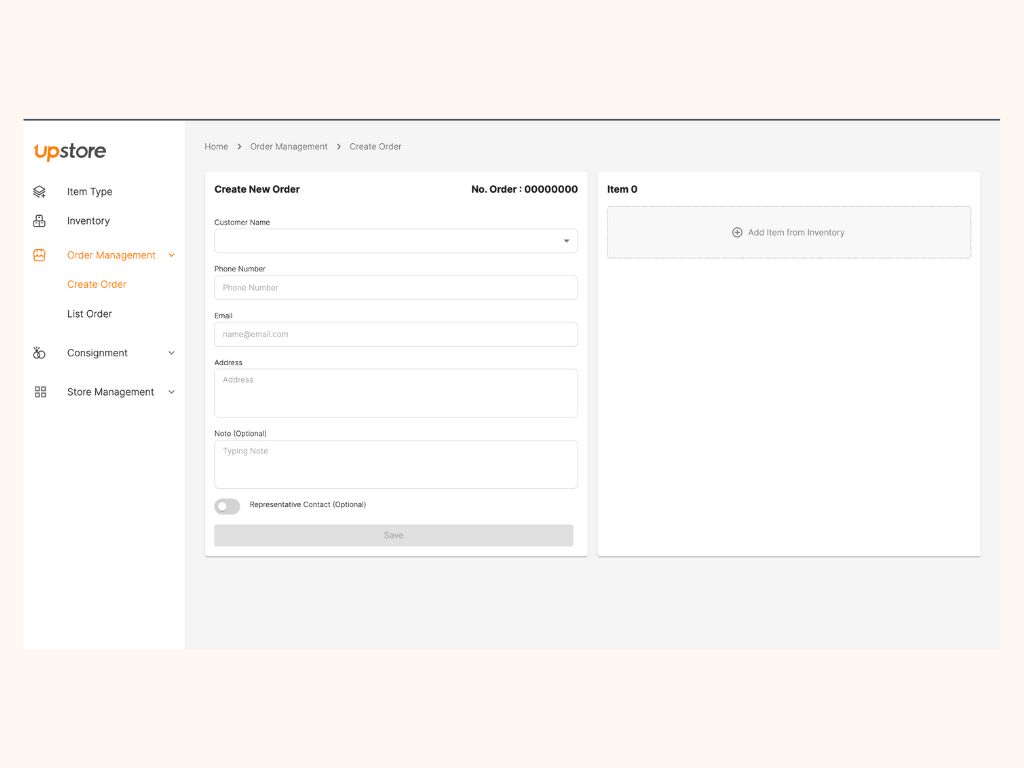 upstore
Item Type
Inventory
Order Management
Create Order
List Order
Consignment
Store Management
Home > Order Management > Create Order
Create New Order
No. Order : 00000000
Customer Name
Phone Number
Phone Number
Email
name@email.com
Address
Address
Note (Optional)
Typing Note
Representative Contact (Optional)
Save
Item 0
Add Item from Inventory